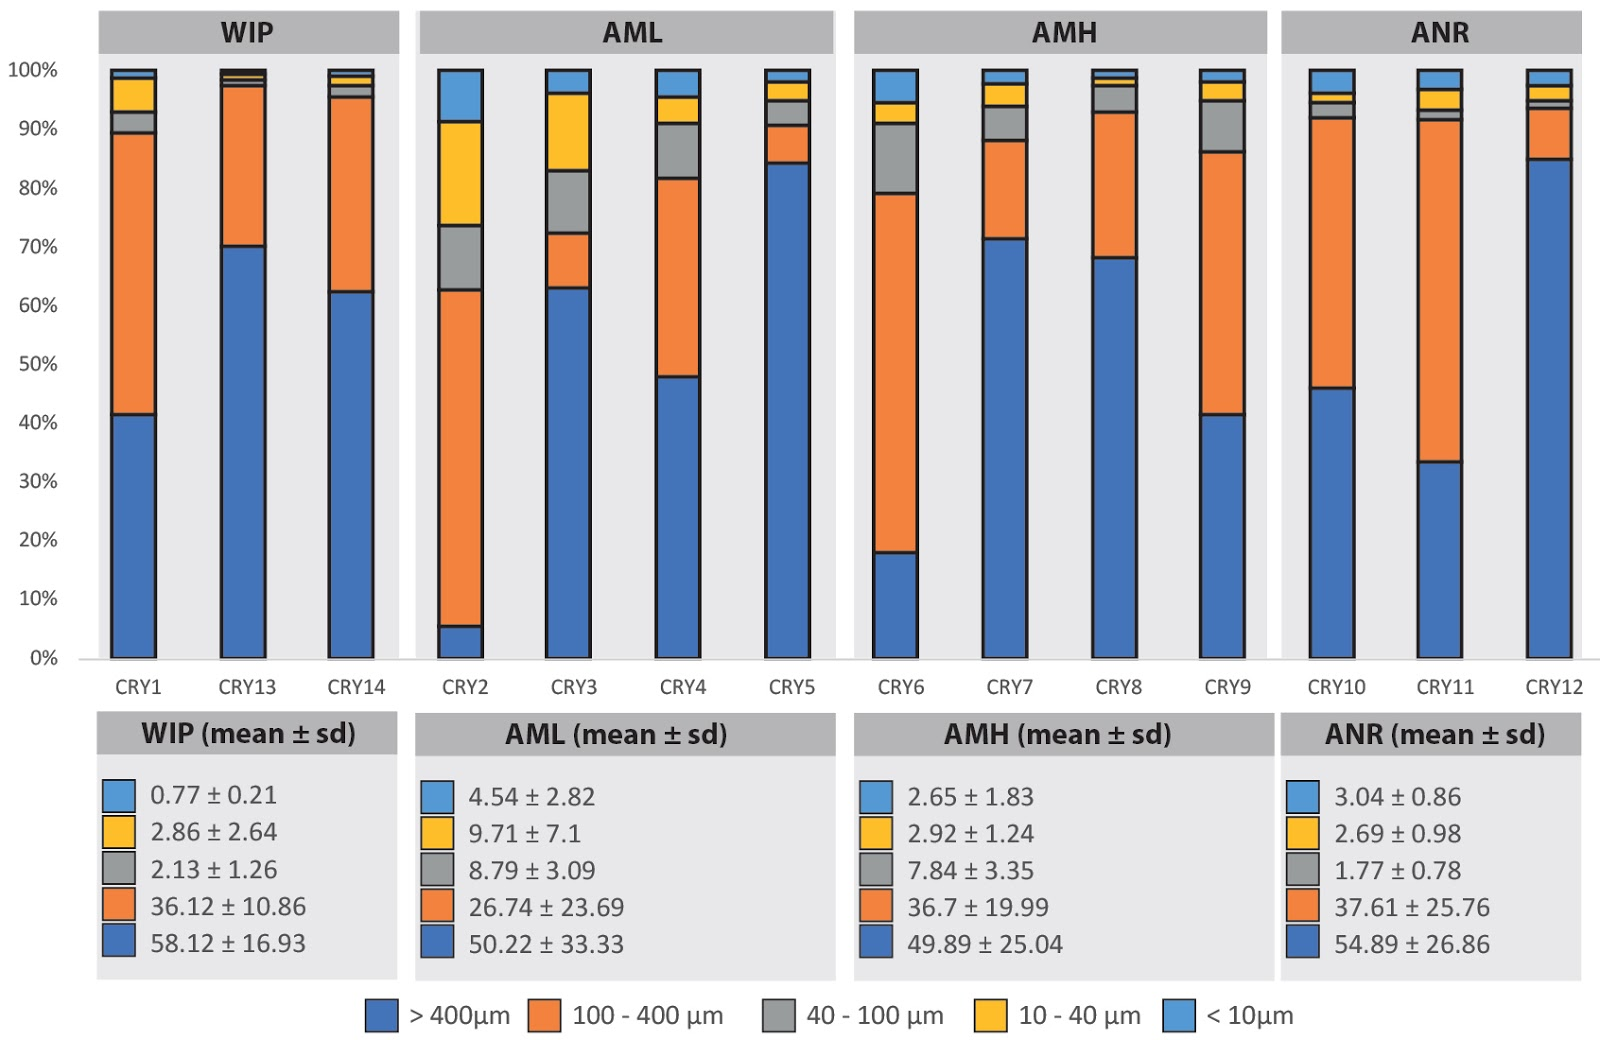 WIP AML AMH ANR
100%
90%
80%
70%
60%
50%
40%
30%
20%
10%
0%
CRY1 CRY13 CRY14 CRY2 CRY3 CRY4 CRY5 CRY6 CRY7 CRY8 CRY9 CRY10 CRY11 CRY12
WIP (mean ± sd)
0.77 ± 0.21
2.86 ± 2.64
2.13 ± 1.26
36.12 ± 10.86
58.12 ± 16.93
AML (mean ± sd)
4.54 ± 2.82
9.71 ± 7.1
8.79 ± 3.09
26.74 ± 23.69
50.22 ± 33.33
AMH (mean ± sd)
2.65 ± 1.83
2.92 ± 1.24
7.84 ± 3.35
36.7 ± 19.99
49.89 ± 25.04
ANR (mean ± sd)
3.04 ± 0.86
2.69 ± 0.98
1.77 ± 0.78
37.61 ± 25.76
54.89 ± 26.86
> 400µm 100 - 400 µm 40 - 100 µm 10 - 40 µm < 10µm